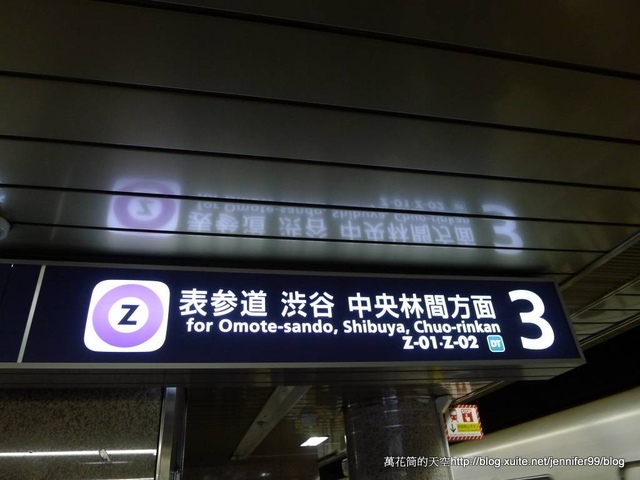 Z
表参道 渋谷 中央林間方面
for Omote-sando, Shibuya, Chuo-rinkan
Z-01·Z-02 DT
3
萬花筒的天空http://blog.xuite.net/jennifer99/blog